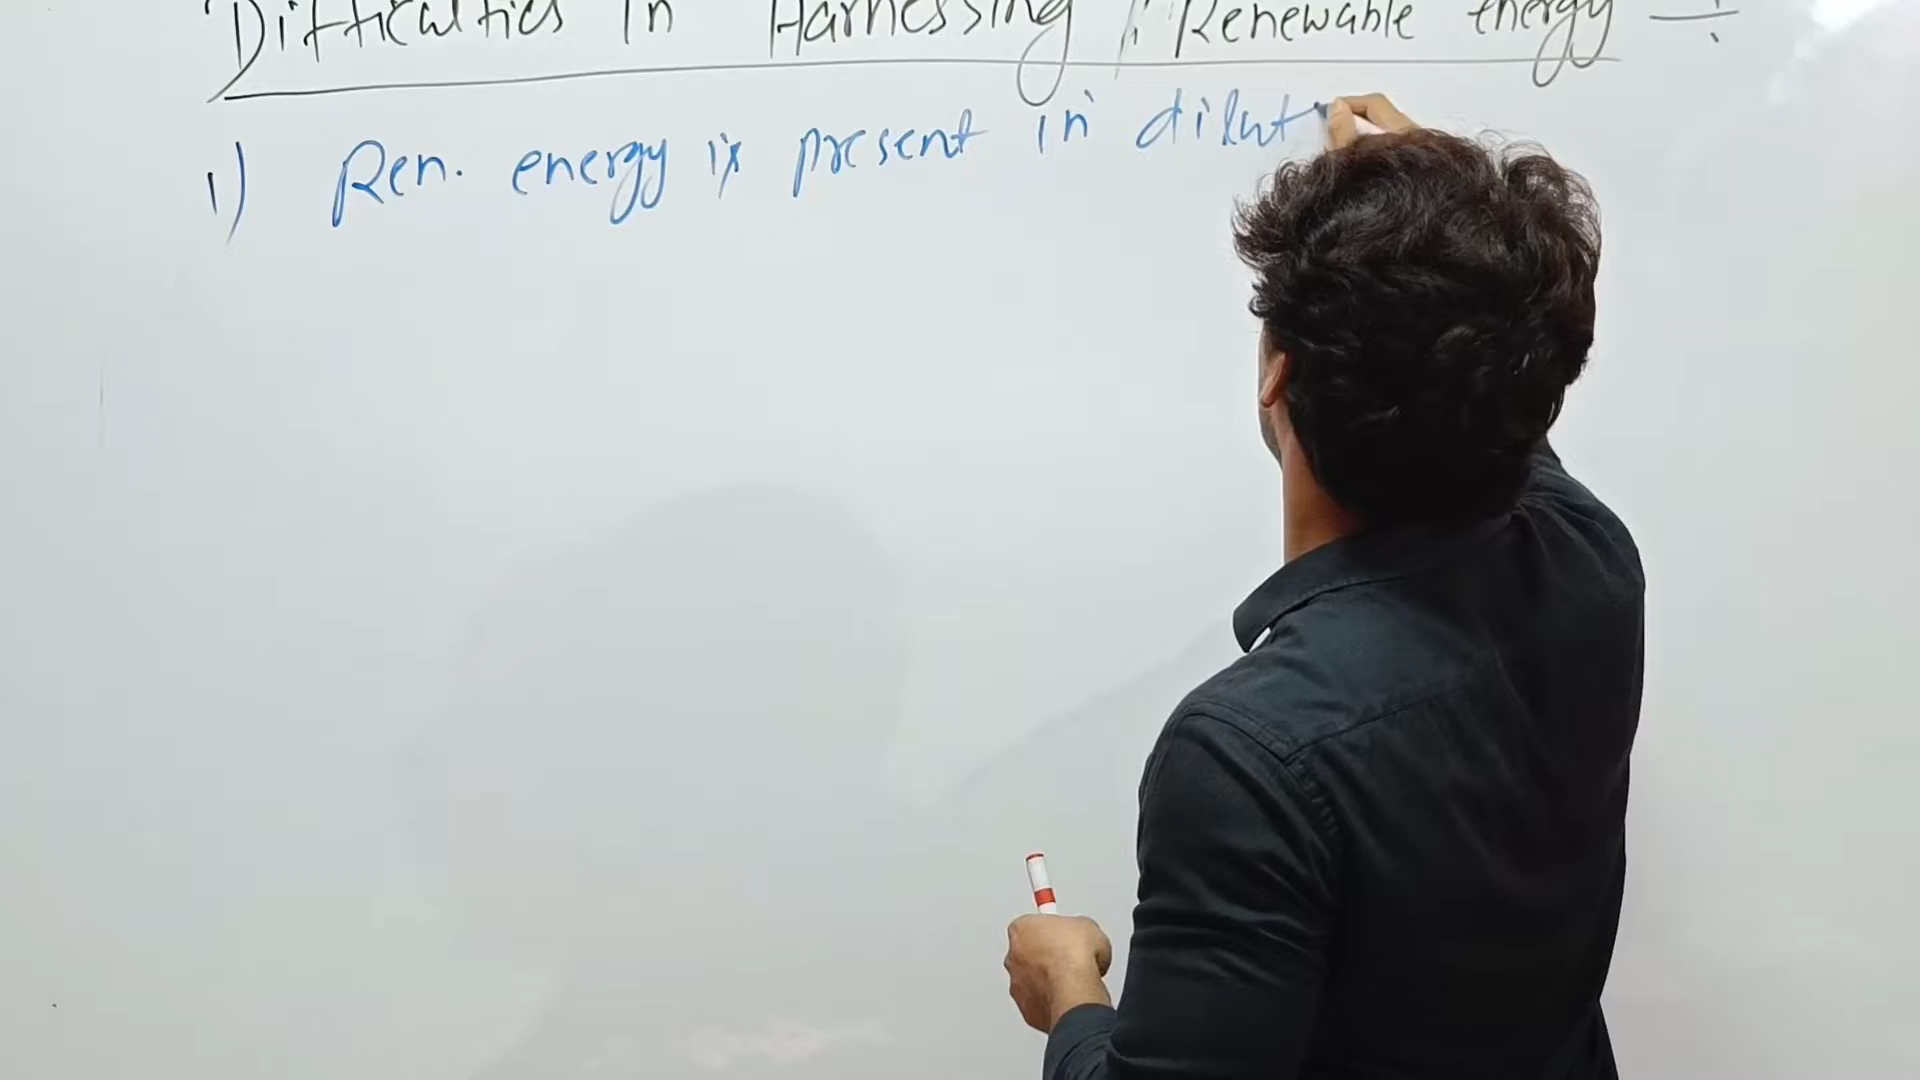 Difficulties in Harnessing Renewable energy ÷
1) Ren. energy is present in dilut